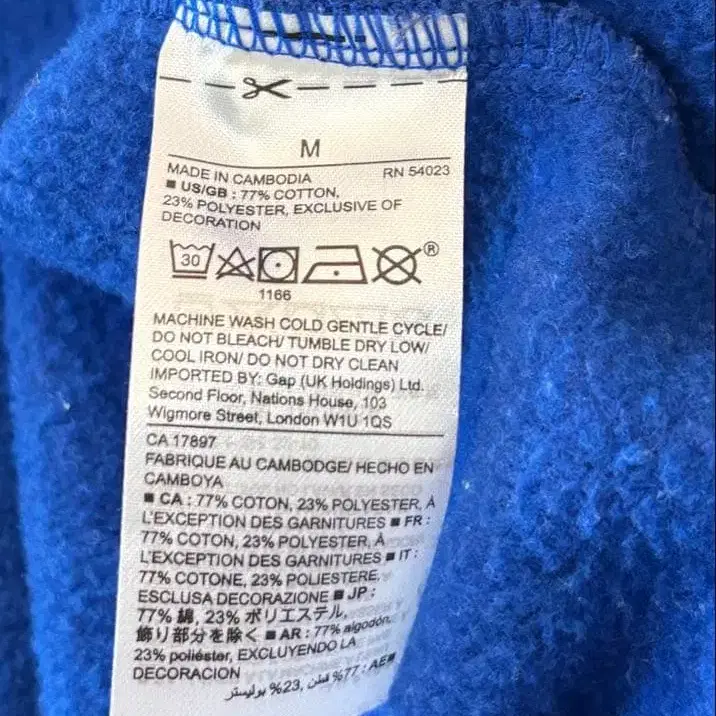 M
MADE IN CAMBODIA RN 54023
■ US/GB : 77% COTTON,
23% POLYESTER, EXCLUSIVE OF
DECORATION
30
®
1166
MACHINE WASH COLD GENTLE CYCLE/
DO NOT BLEACH/ TUMBLE DRY LOW/
COOL IRON/ DO NOT DRY CLEAN
IMPORTED BY: Gap (UK Holdings) Ltd.
Second Floor, Nations House, 103
Wigmore Street, London W1U 1QS
CA 17897
FABRIQUE AU CAMBODGE/ HECHO EN
CAMBOYA
■ CA : 77% COTON, 23% POLYESTER, À
L'EXCEPTION DES GARNITURES ■ FR :
77% COTON, 23% POLYESTER, À
L'EXCEPTION DES GARNITURES ■ IT :
77% COTONE, 23% POLIESTERE,
ESCLUSA DECORAZIONE ■ JP :
77% 綿, 23% ポリエステル,
飾り部分を除く ■ AR : 77% algodón,
23% poliéster, EXCLUYENDO LA
DECORACION
■ AE: 77% قطن, 23% بوليستر